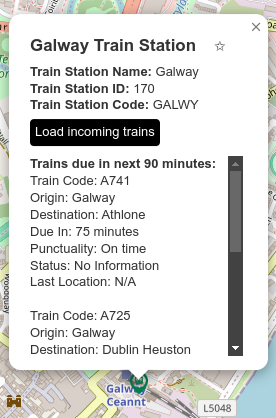 Galway Train Station
Train Station Name: Galway
Train Station ID: 170
Train Station Code: GALWY
Load incoming trains
Trains due in next 90 minutes:
Train Code: A741
Origin: Galway
Destination: Athlone
Due In: 75 minutes
Punctuality: On time
Status: No Information
Last Location: N/A
Train Code: A725
Origin: Galway
Destination: Dublin Heuston
Ceannt
L5048